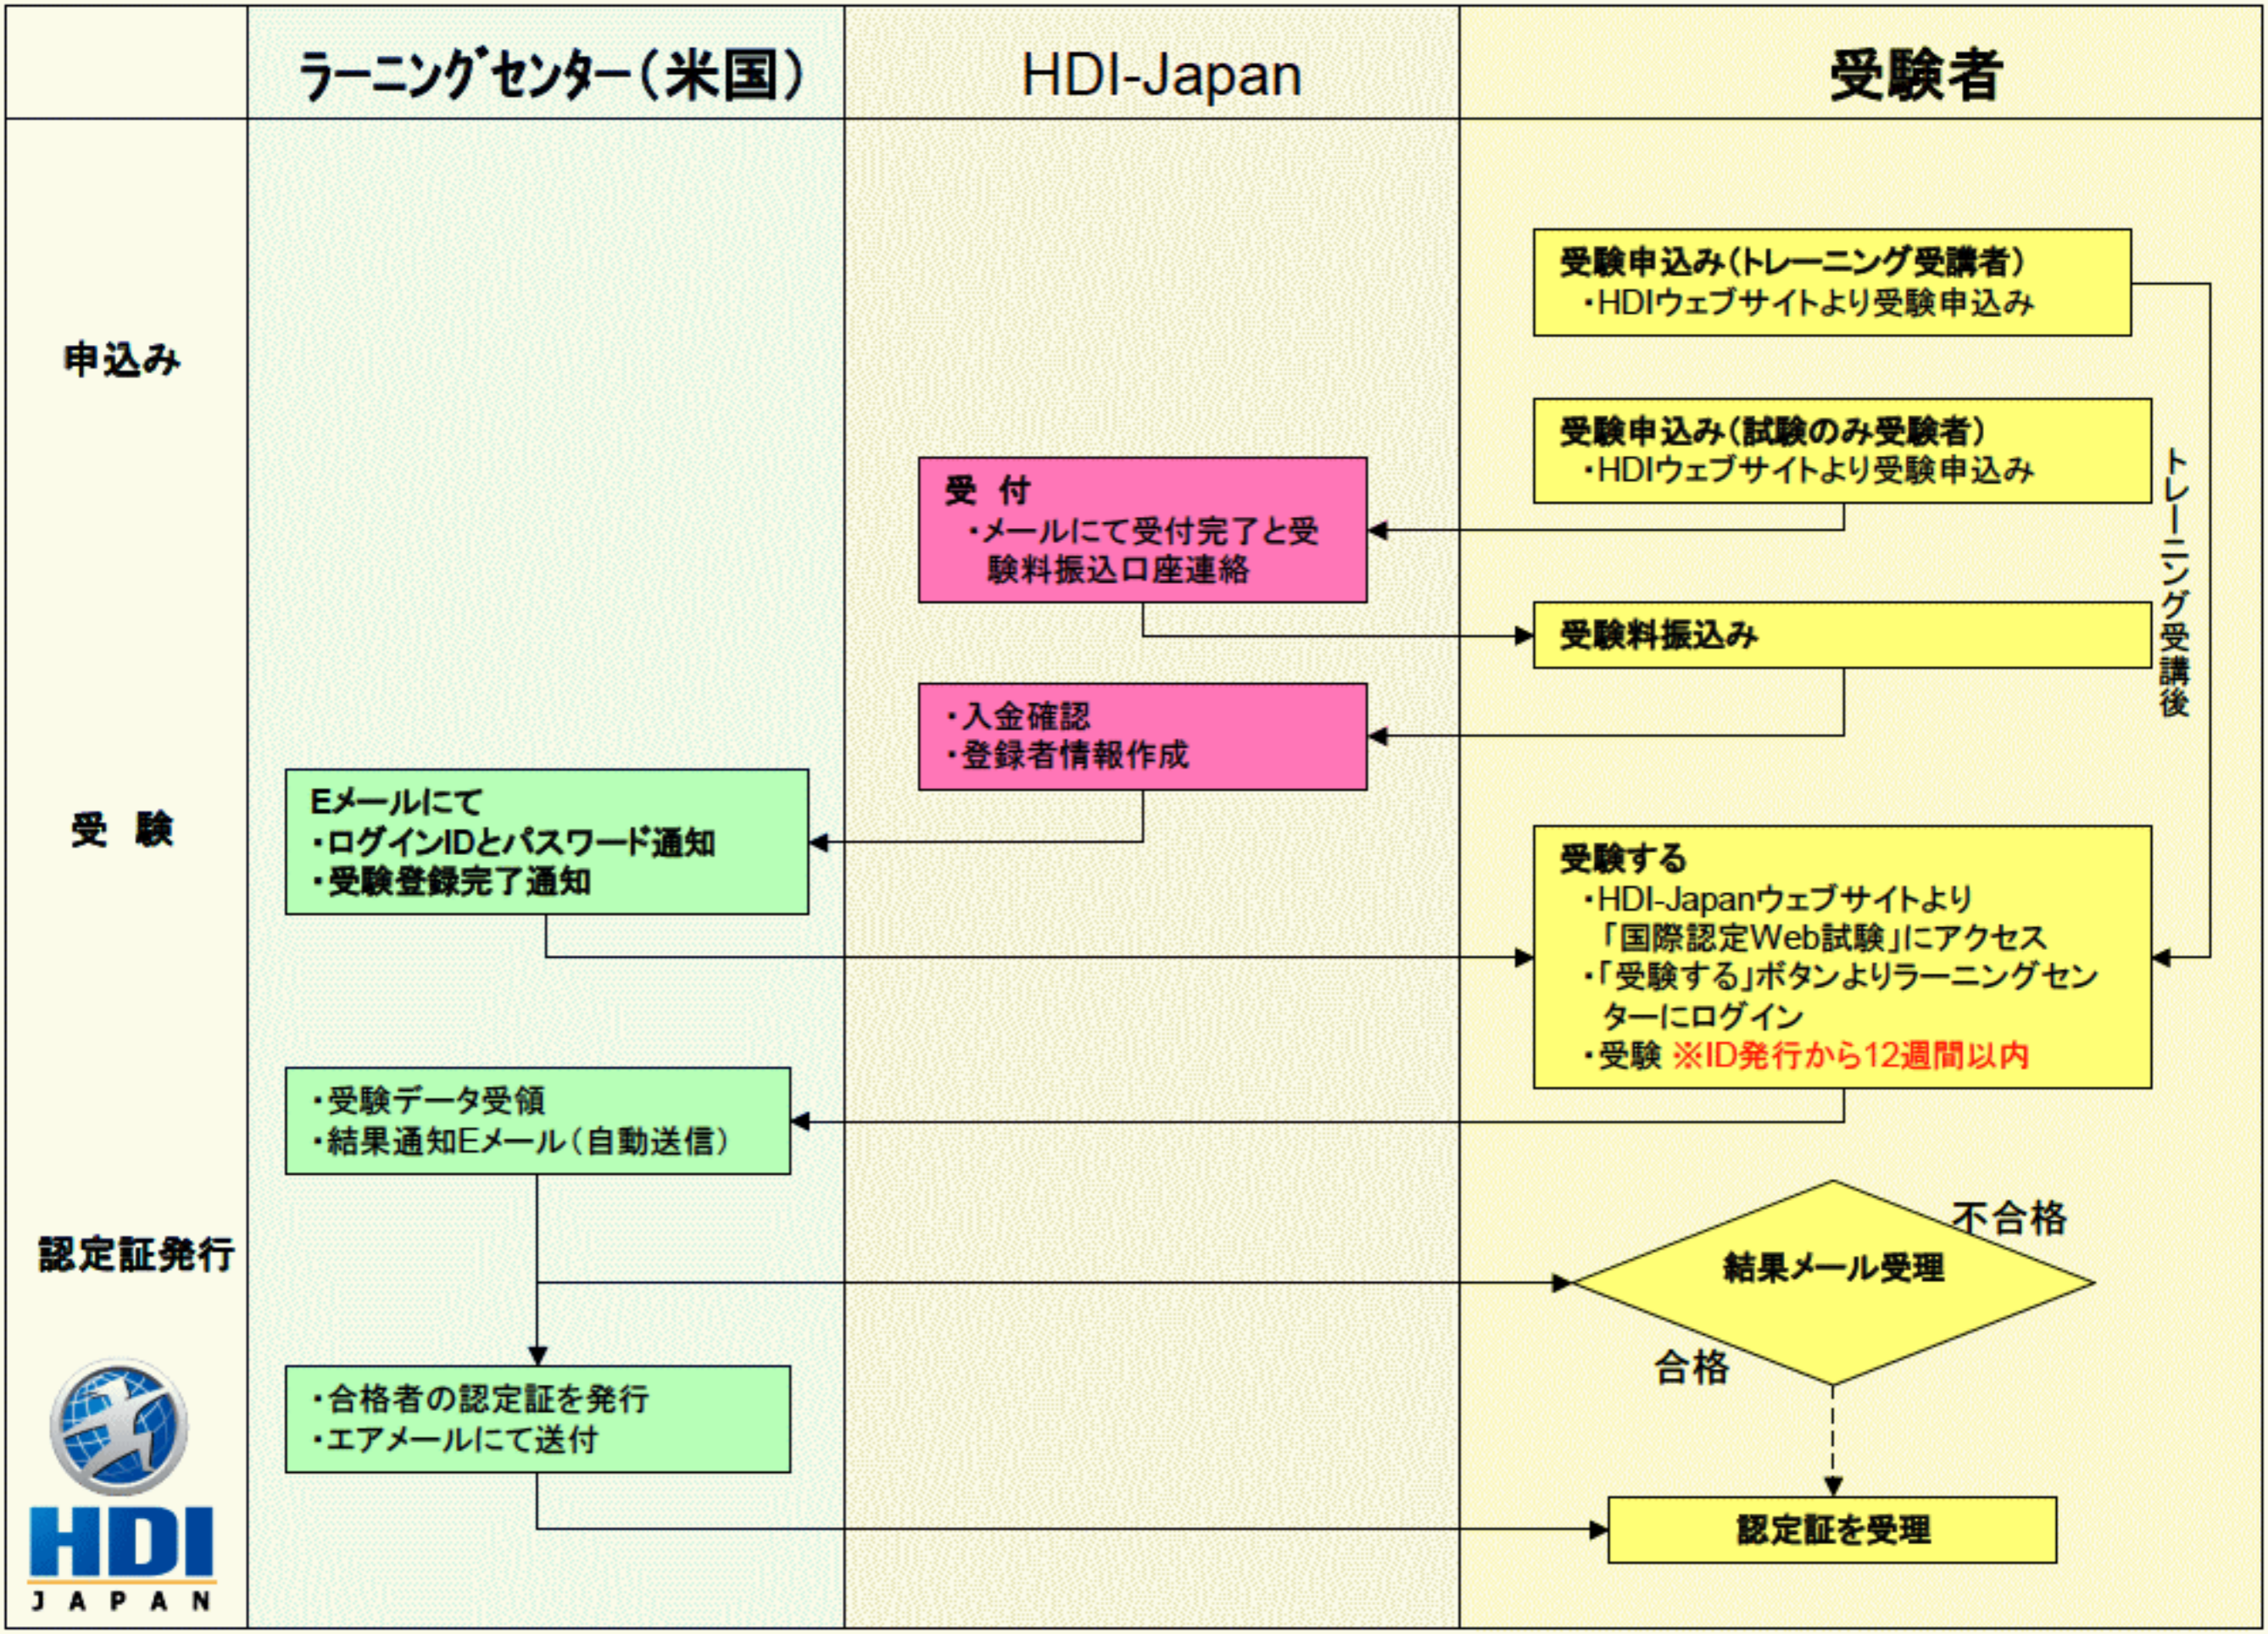 ラーニングセンター（米国）
HDI-Japan
受験者
申込み
受験申込み（トレーニング受講者）
・HDIウェブサイトより受験申込み
受験申込み（試験のみ受験者）
・HDIウェブサイトより受験申込み
トレーニング受講後
受　付
・メールにて受付完了と受
験料振込口座連絡
受験料振込み
・入金確認
・登録者情報作成
受　験
Eメールにて
・ログインIDとパスワード通知
・受験登録完了通知
受験する
・HDI-Japanウェブサイトより
「国際認定Web試験」にアクセス
・「受験する」ボタンよりラーニングセン
ターにログイン
・受験 ※ID発行から12週間以内
・受験データ受領
・結果通知Eメール（自動送信）
認定証発行
不合格
結果メール受理
合格
・合格者の認定証を発行
・エアメールにて送付
認定証を受理
HDI
JAPAN